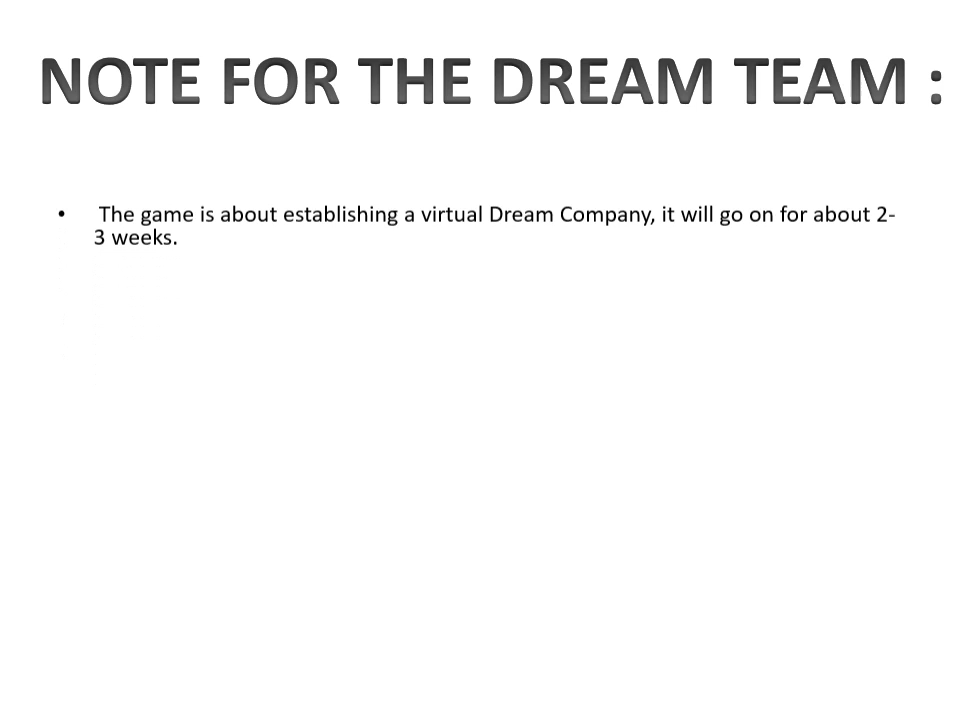 NOTE FOR THE DREAM TEAM :
• The game is about establishing a virtual Dream Company, it will go on for about 2-
3 weeks.